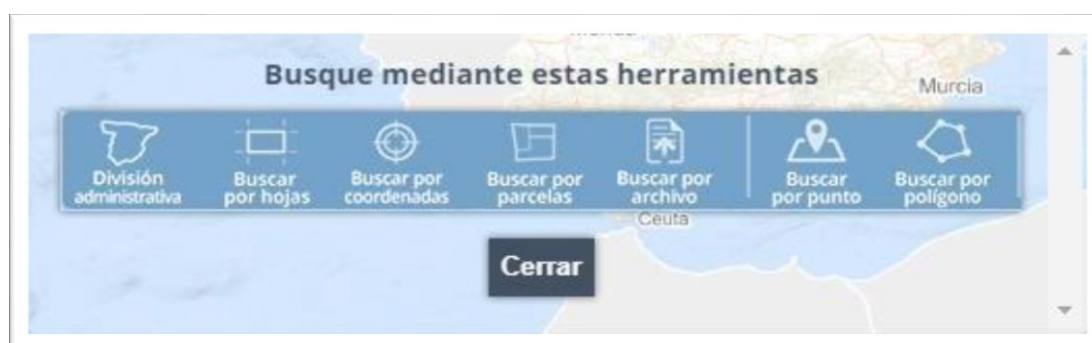 Busque mediante estas herramientas
Murcia
División
administrativa
Buscar
por hojas
Buscar por
coordenadas
Buscar por
parcelas
Buscar por
archivo
Buscar
por punto
Buscar por
polígono
Ceuta
Cerrar